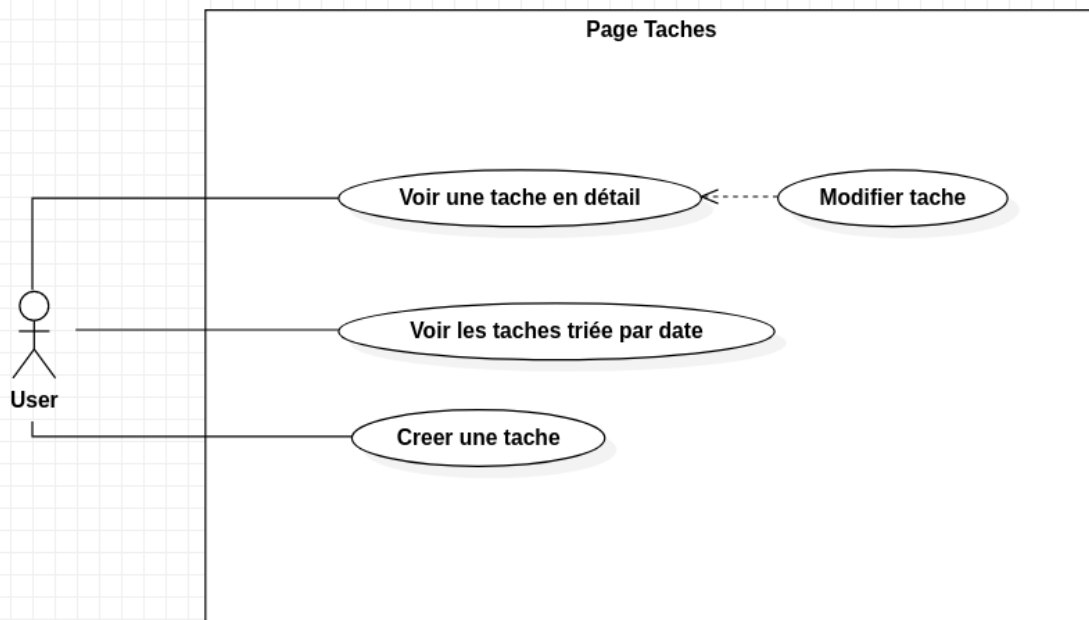 Page Taches
Voir une tache en détail
Modifier tache
Voir les taches triée par date
User
Creer une tache